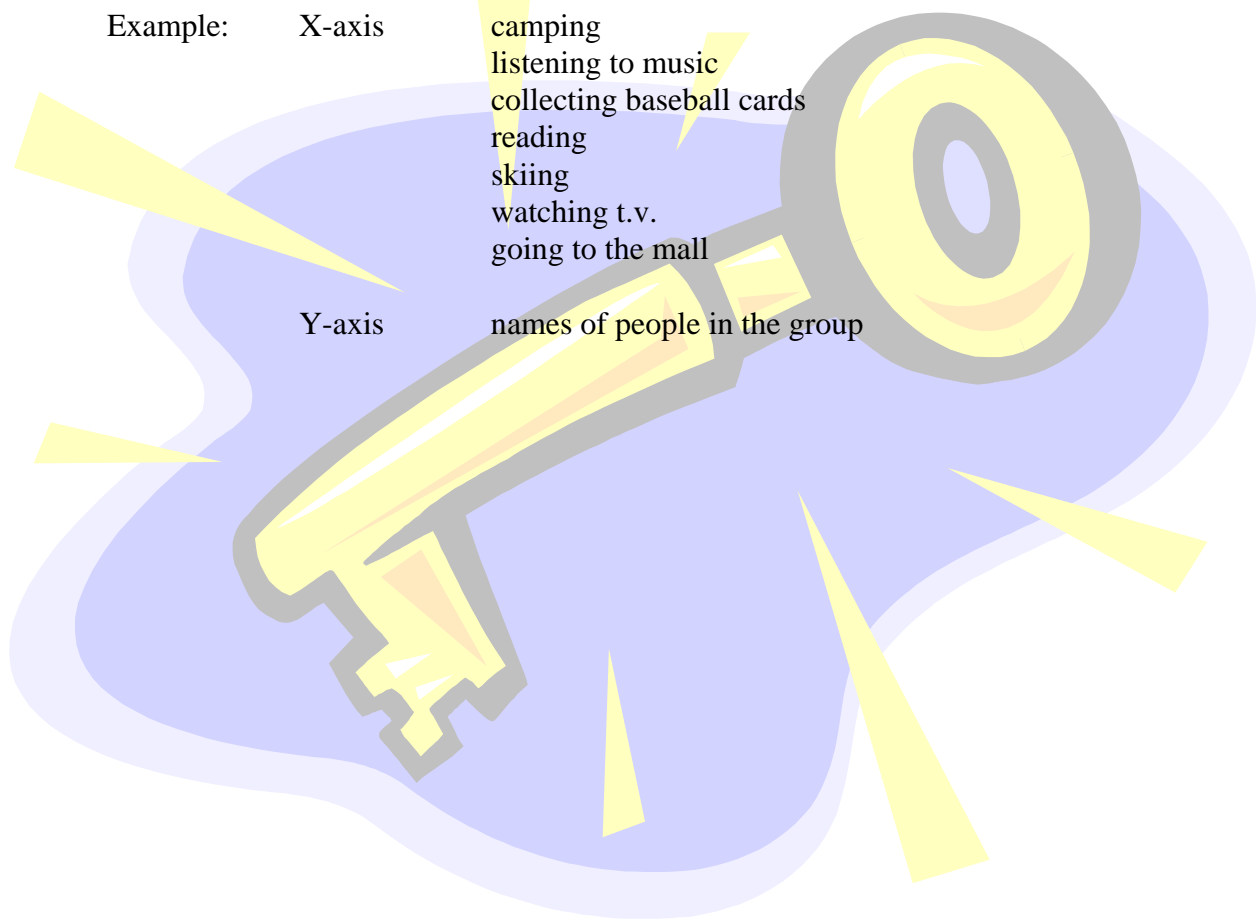 Example: X-axis camping
listening to music
collecting baseball cards
reading
skiing
watching t.v.
going to the mall
Y-axis names of people in the group